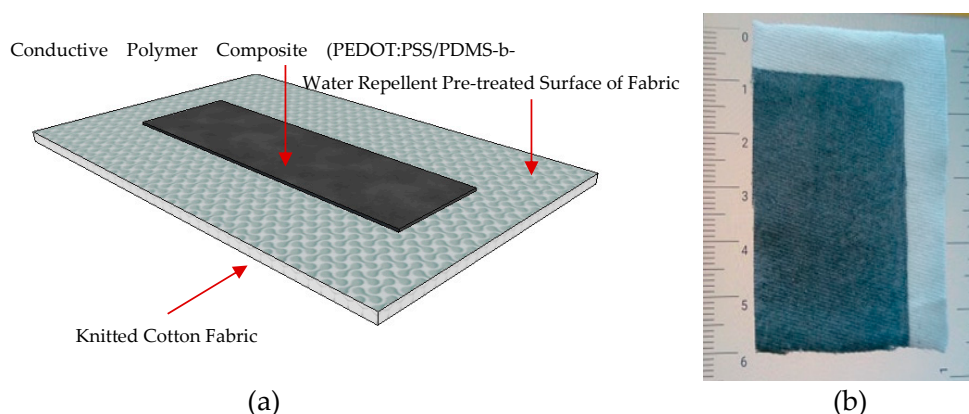 Conductive Polymer Composite (PEDOT:PSS/PDMS-b-
Water Repellent Pre-treated Surface of Fabric
Knitted Cotton Fabric
0
1
2
3
4
5
6
(a)
(b)